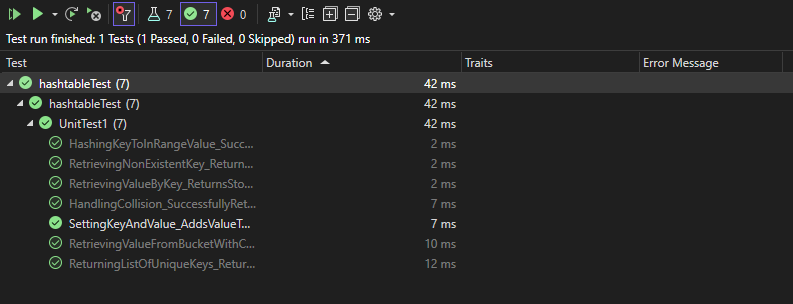 7 7 0
Test run finished: 1 Tests (1 Passed, 0 Failed, 0 Skipped) run in 371 ms
Test Duration Traits Error Message
hashtableTest (7) 42 ms
hashtableTest (7) 42 ms
UnitTest1 (7) 42 ms
HashingKeyToInRangeValue_Succ... 2 ms
RetrievingNonExistentKey_Return... 2 ms
RetrievingValueByKey_ReturnsSto... 2 ms
HandlingCollision_SuccessfullyRet... 7 ms
SettingKeyAndValue_AddsValueT... 7 ms
RetrievingValueFromBucketWithC... 10 ms
ReturningListOfUniqueKeys_Retur... 12 ms